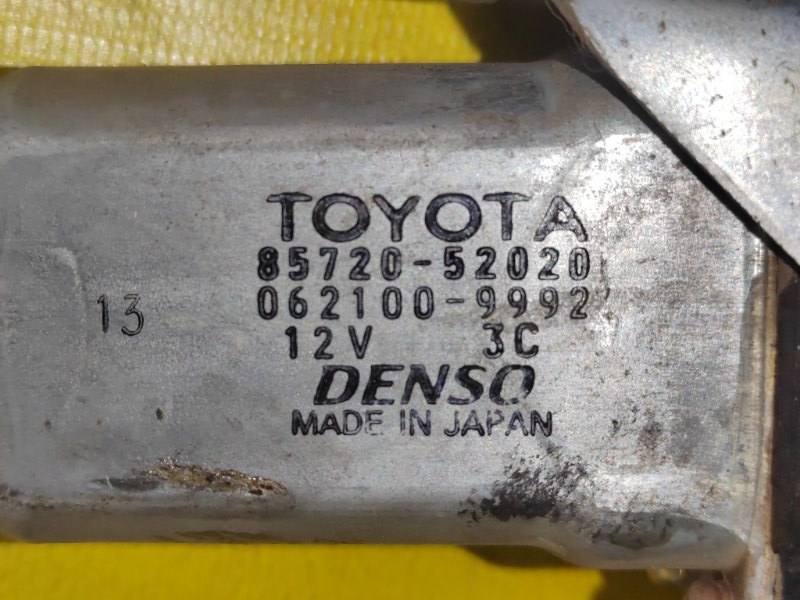 TOYOTA
85720-52020
062100-9992
13
12V 3C
DENSO
MADE IN JAPAN